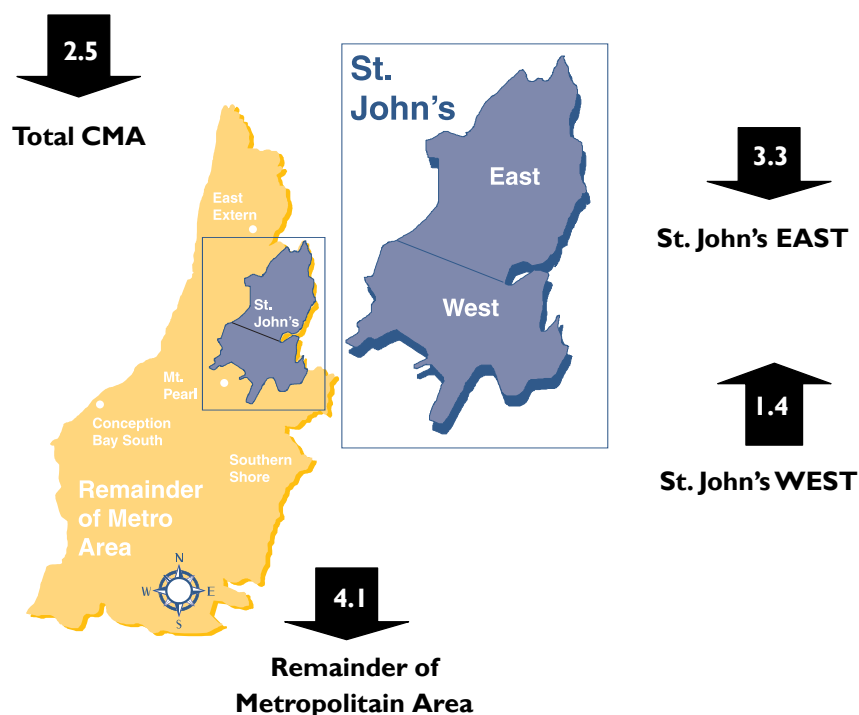 2.5
Total CMA
St.
John's
East
West
3.3
St. John's EAST
1.4
St. John's WEST
East
Extern
St.
John's
Mt.
Pearl
Conception
Bay South
Southern
Shore
Remainder
of Metro
Area
N
W
E
S
4.1
Remainder of
Metropolitain Area